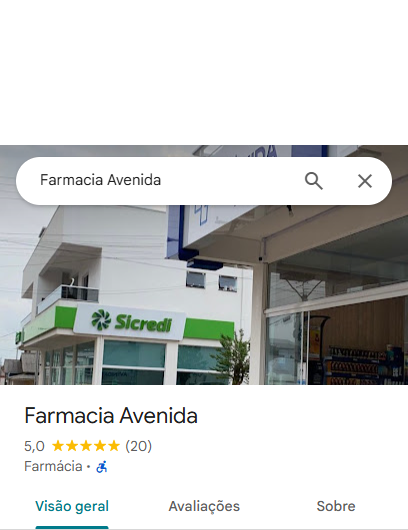 Farmacia Avenida
Sicredi
Farmacia Avenida
5,0 (20)
Farmácia ·
Visão geral Avaliações Sobre